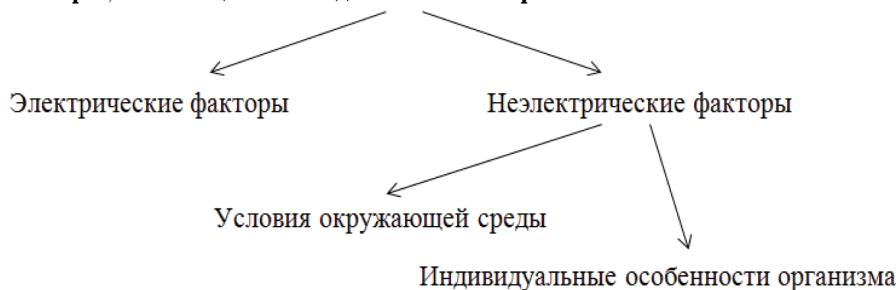 Электрические факторы
Неэлектрические факторы
Условия окружающей среды
Индивидуальные особенности организма